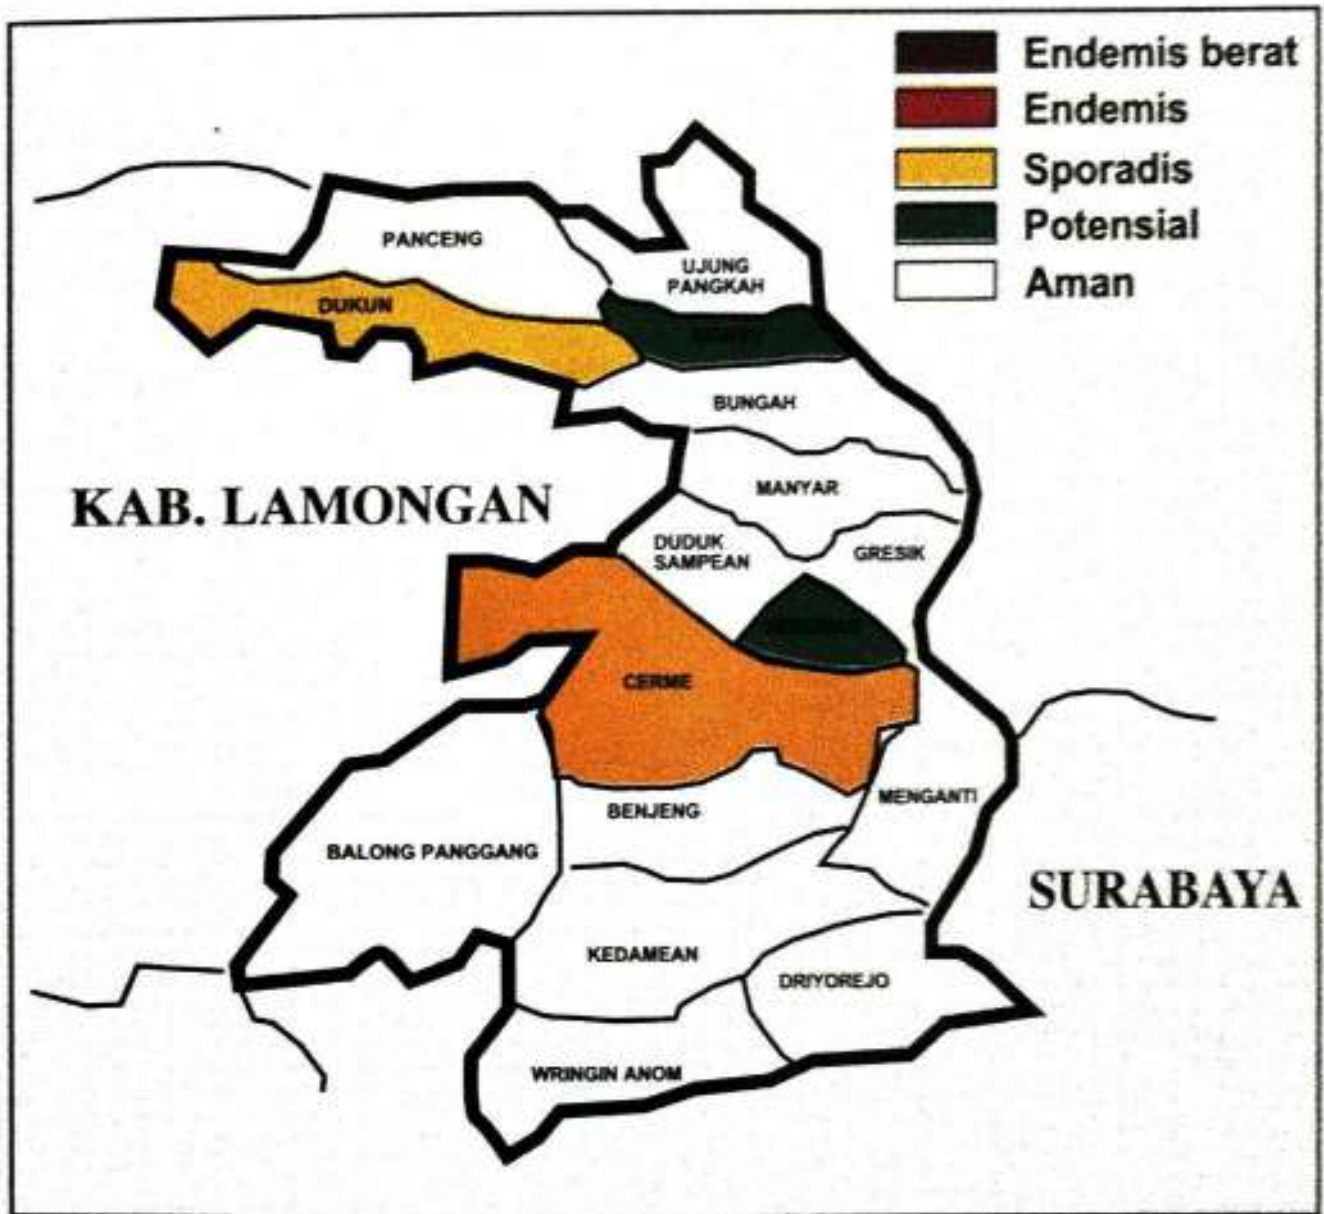 Endemis berat
Endemis
Sporadis
Potensial
Aman
PANCENG
UJUNG
PANGKAH
DUKUN
BUNGAH
MANYAR
KAB. LAMONGAN
DUDUK
SAMPEAN
GRESIK
CERME
MENGANTI
BENJENG
BALONG PANGGANG
SURABAYA
KEDAMEAN
DRIYOREJO
WRINGIN ANOM